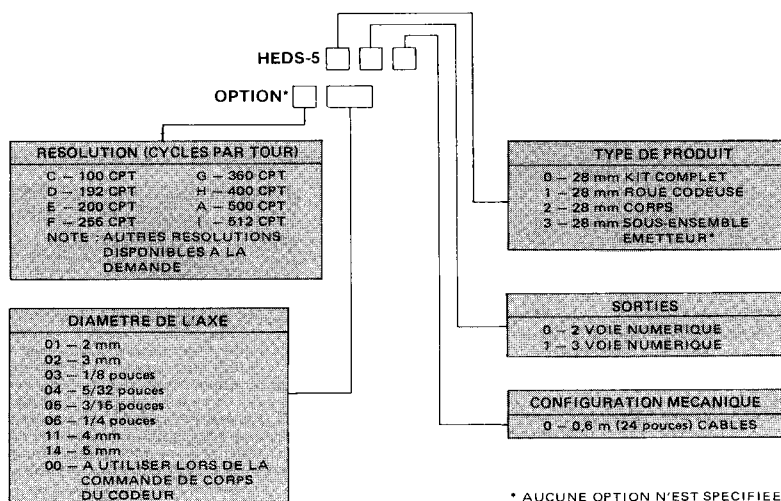 HEDS-5
OPTION*
RESOLUTION (CYCLES PAR TOUR)
C – 100 CPT G – 360 CPT
D – 192 CPT H – 400 CPT
E – 200 CPT A – 500 CPT
F – 256 CPT I – 512 CPT
NOTE : AUTRES RESOLUTIONS
DISPONIBLES A LA
DEMANDE
DIAMETRE DE L'AXE
01 – 2 mm
02 – 3 mm
03 – 1/8 pouces
04 – 5/32 pouces
05 – 3/16 pouces
06 – 1/4 pouces
11 – 4 mm
14 – 5 mm
00 – A UTILISER LORS DE LA
COMMANDE DE CORPS
DU CODEUR
TYPE DE PRODUIT
0 – 28 mm KIT COMPLET
1 – 28 mm ROUE CODEUSE
2 – 28 mm CORPS
3 – 28 mm SOUS-ENSEMBLE
EMETTEUR*
SORTIES
0 – 2 VOIE NUMERIQUE
1 – 3 VOIE NUMERIQUE
CONFIGURATION MECANIQUE
0 – 0,6 m (24 pouces) CABLES
* AUCUNE OPTION N'EST SPECIFIEE